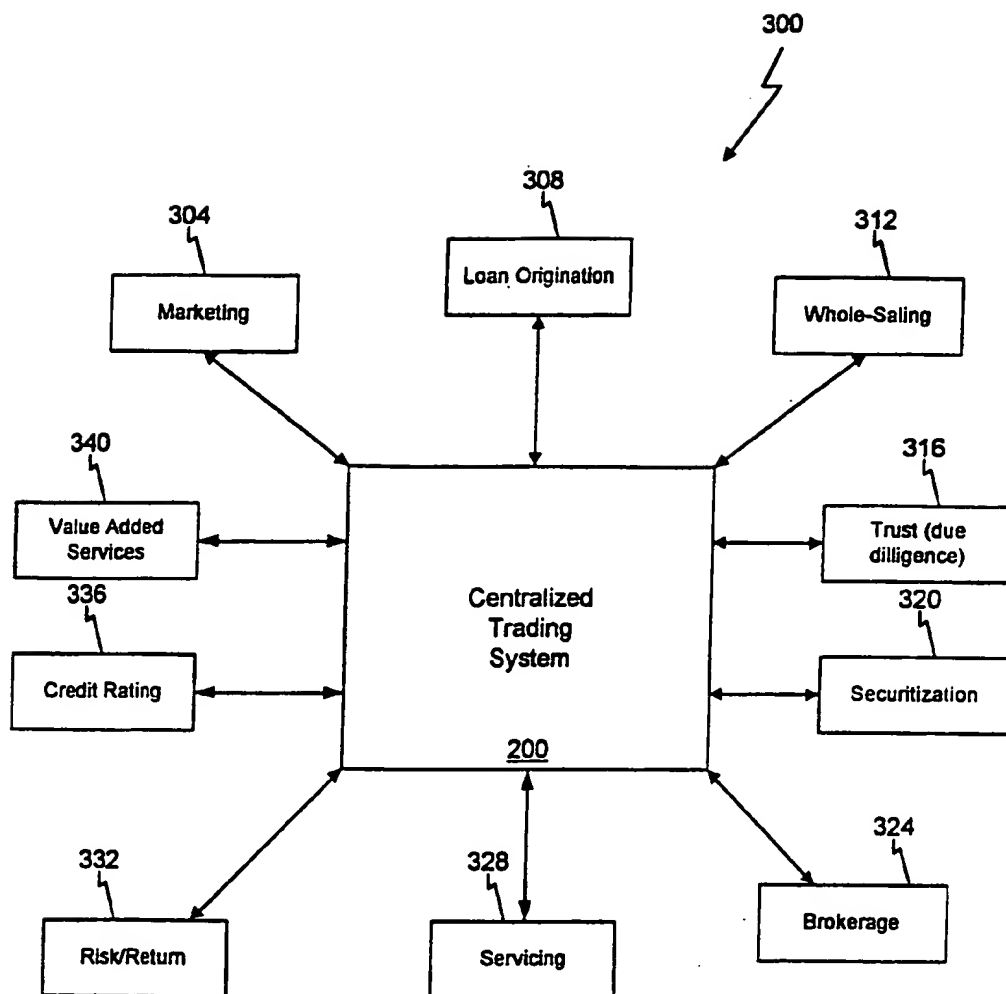 300
308
304
312
Loan Origination
Marketing
Whole-Saling
340
316
Value Added
Services
Trust (due
dilligence)
336
320
Centralized
Trading
System
Credit Rating
Securitization
200
324
332
328
Brokerage
Risk/Return
Servicing